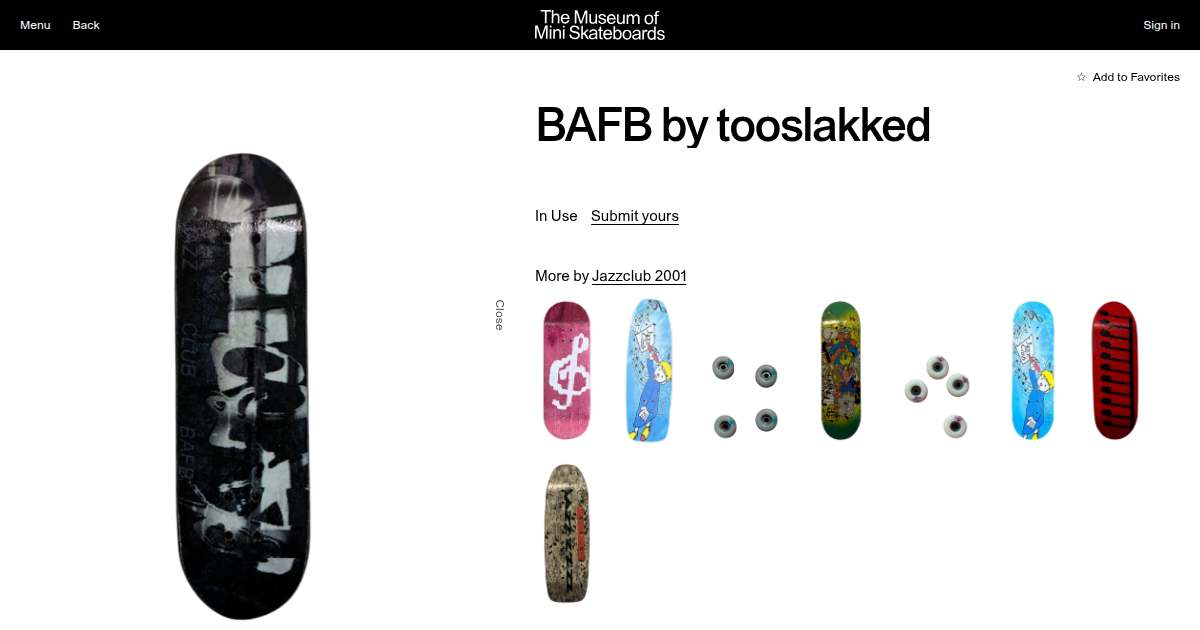 Menu
Back
The Museum of
Mini Skateboards
Sign in
☆ Add to Favorites
BAFB by tooslakked
In Use
Submit yours
More by Jazzclub 2001
Close
JAZZ CLUB BAFB